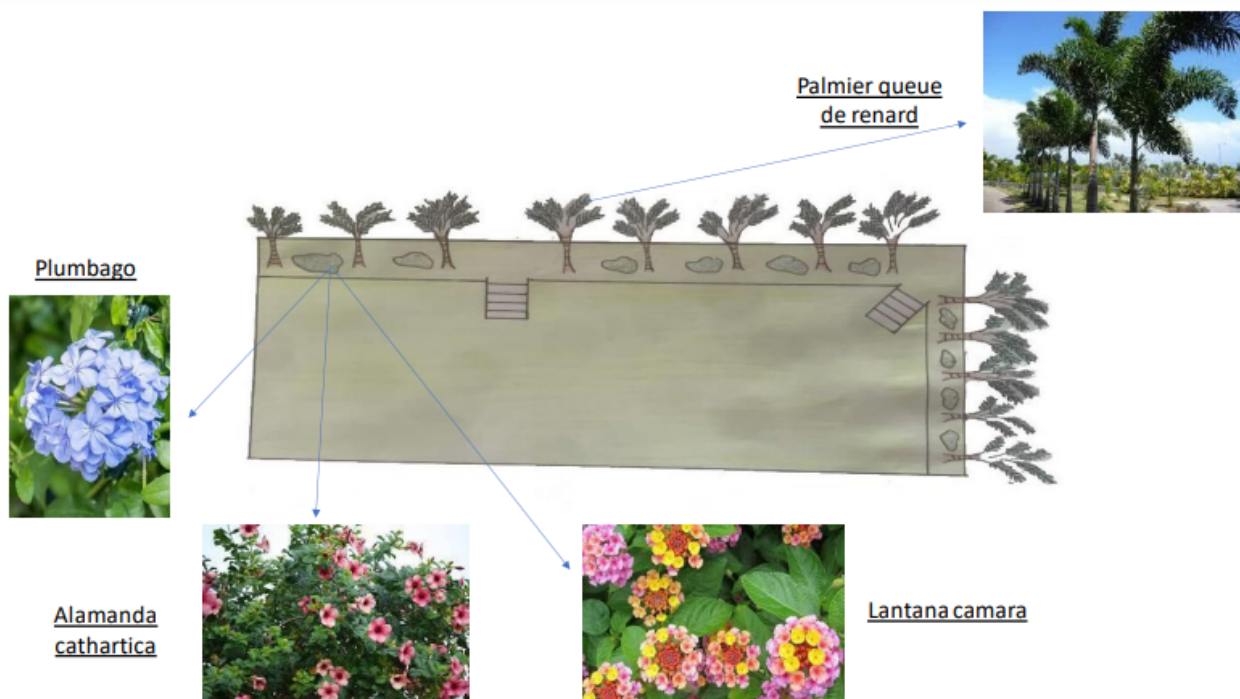 Palmier queue
de renard
Plumbago
Alamanda
cathartica
Lantana camara